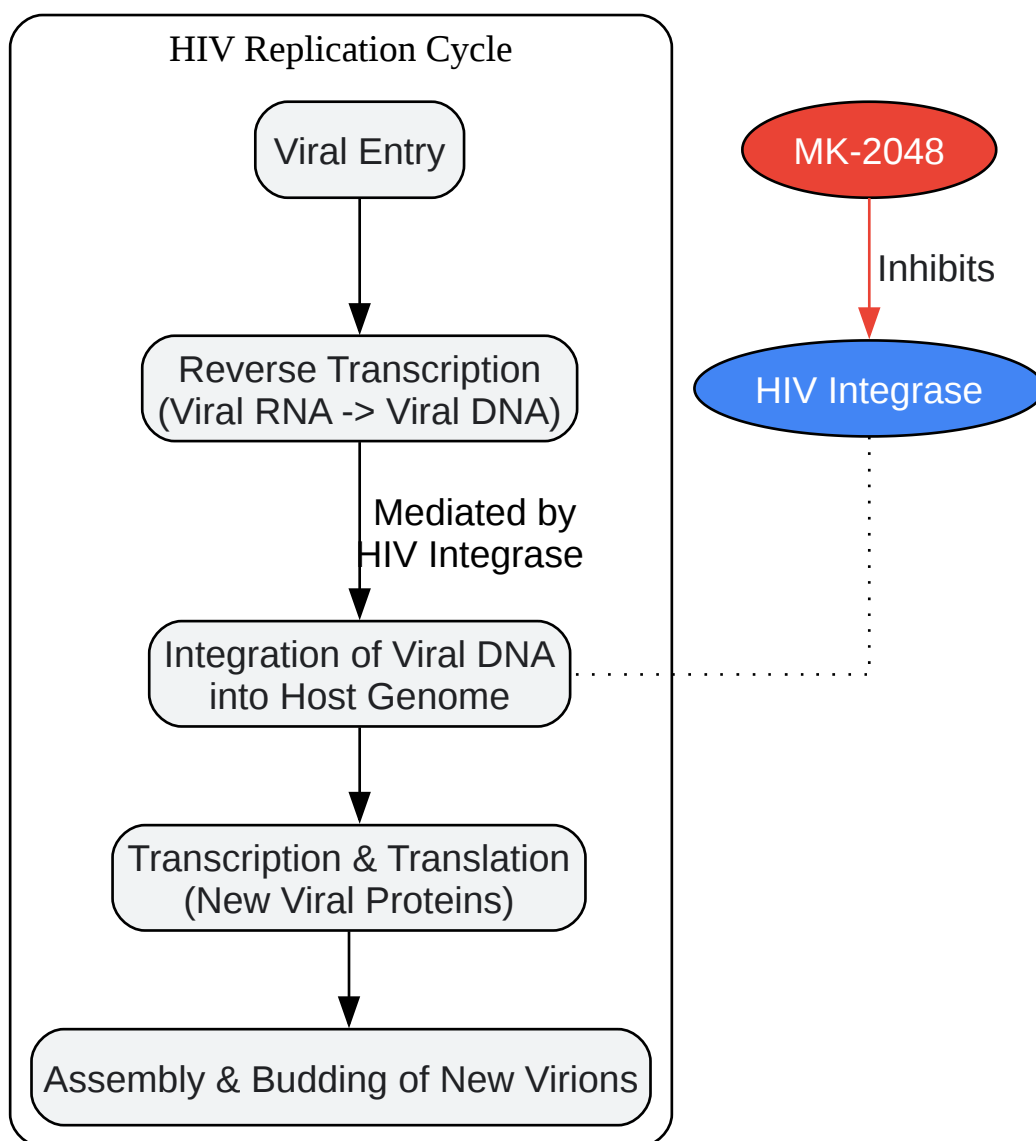 HIV Replication Cycle
Viral Entry
MK-2048
Inhibits
Reverse Transcription
(Viral RNA -> Viral DNA)
HIV Integrase
Mediated by
HIV Integrase
Integration of Viral DNA
into Host Genome
Transcription & Translation
(New Viral Proteins)
Assembly & Budding of New Virions